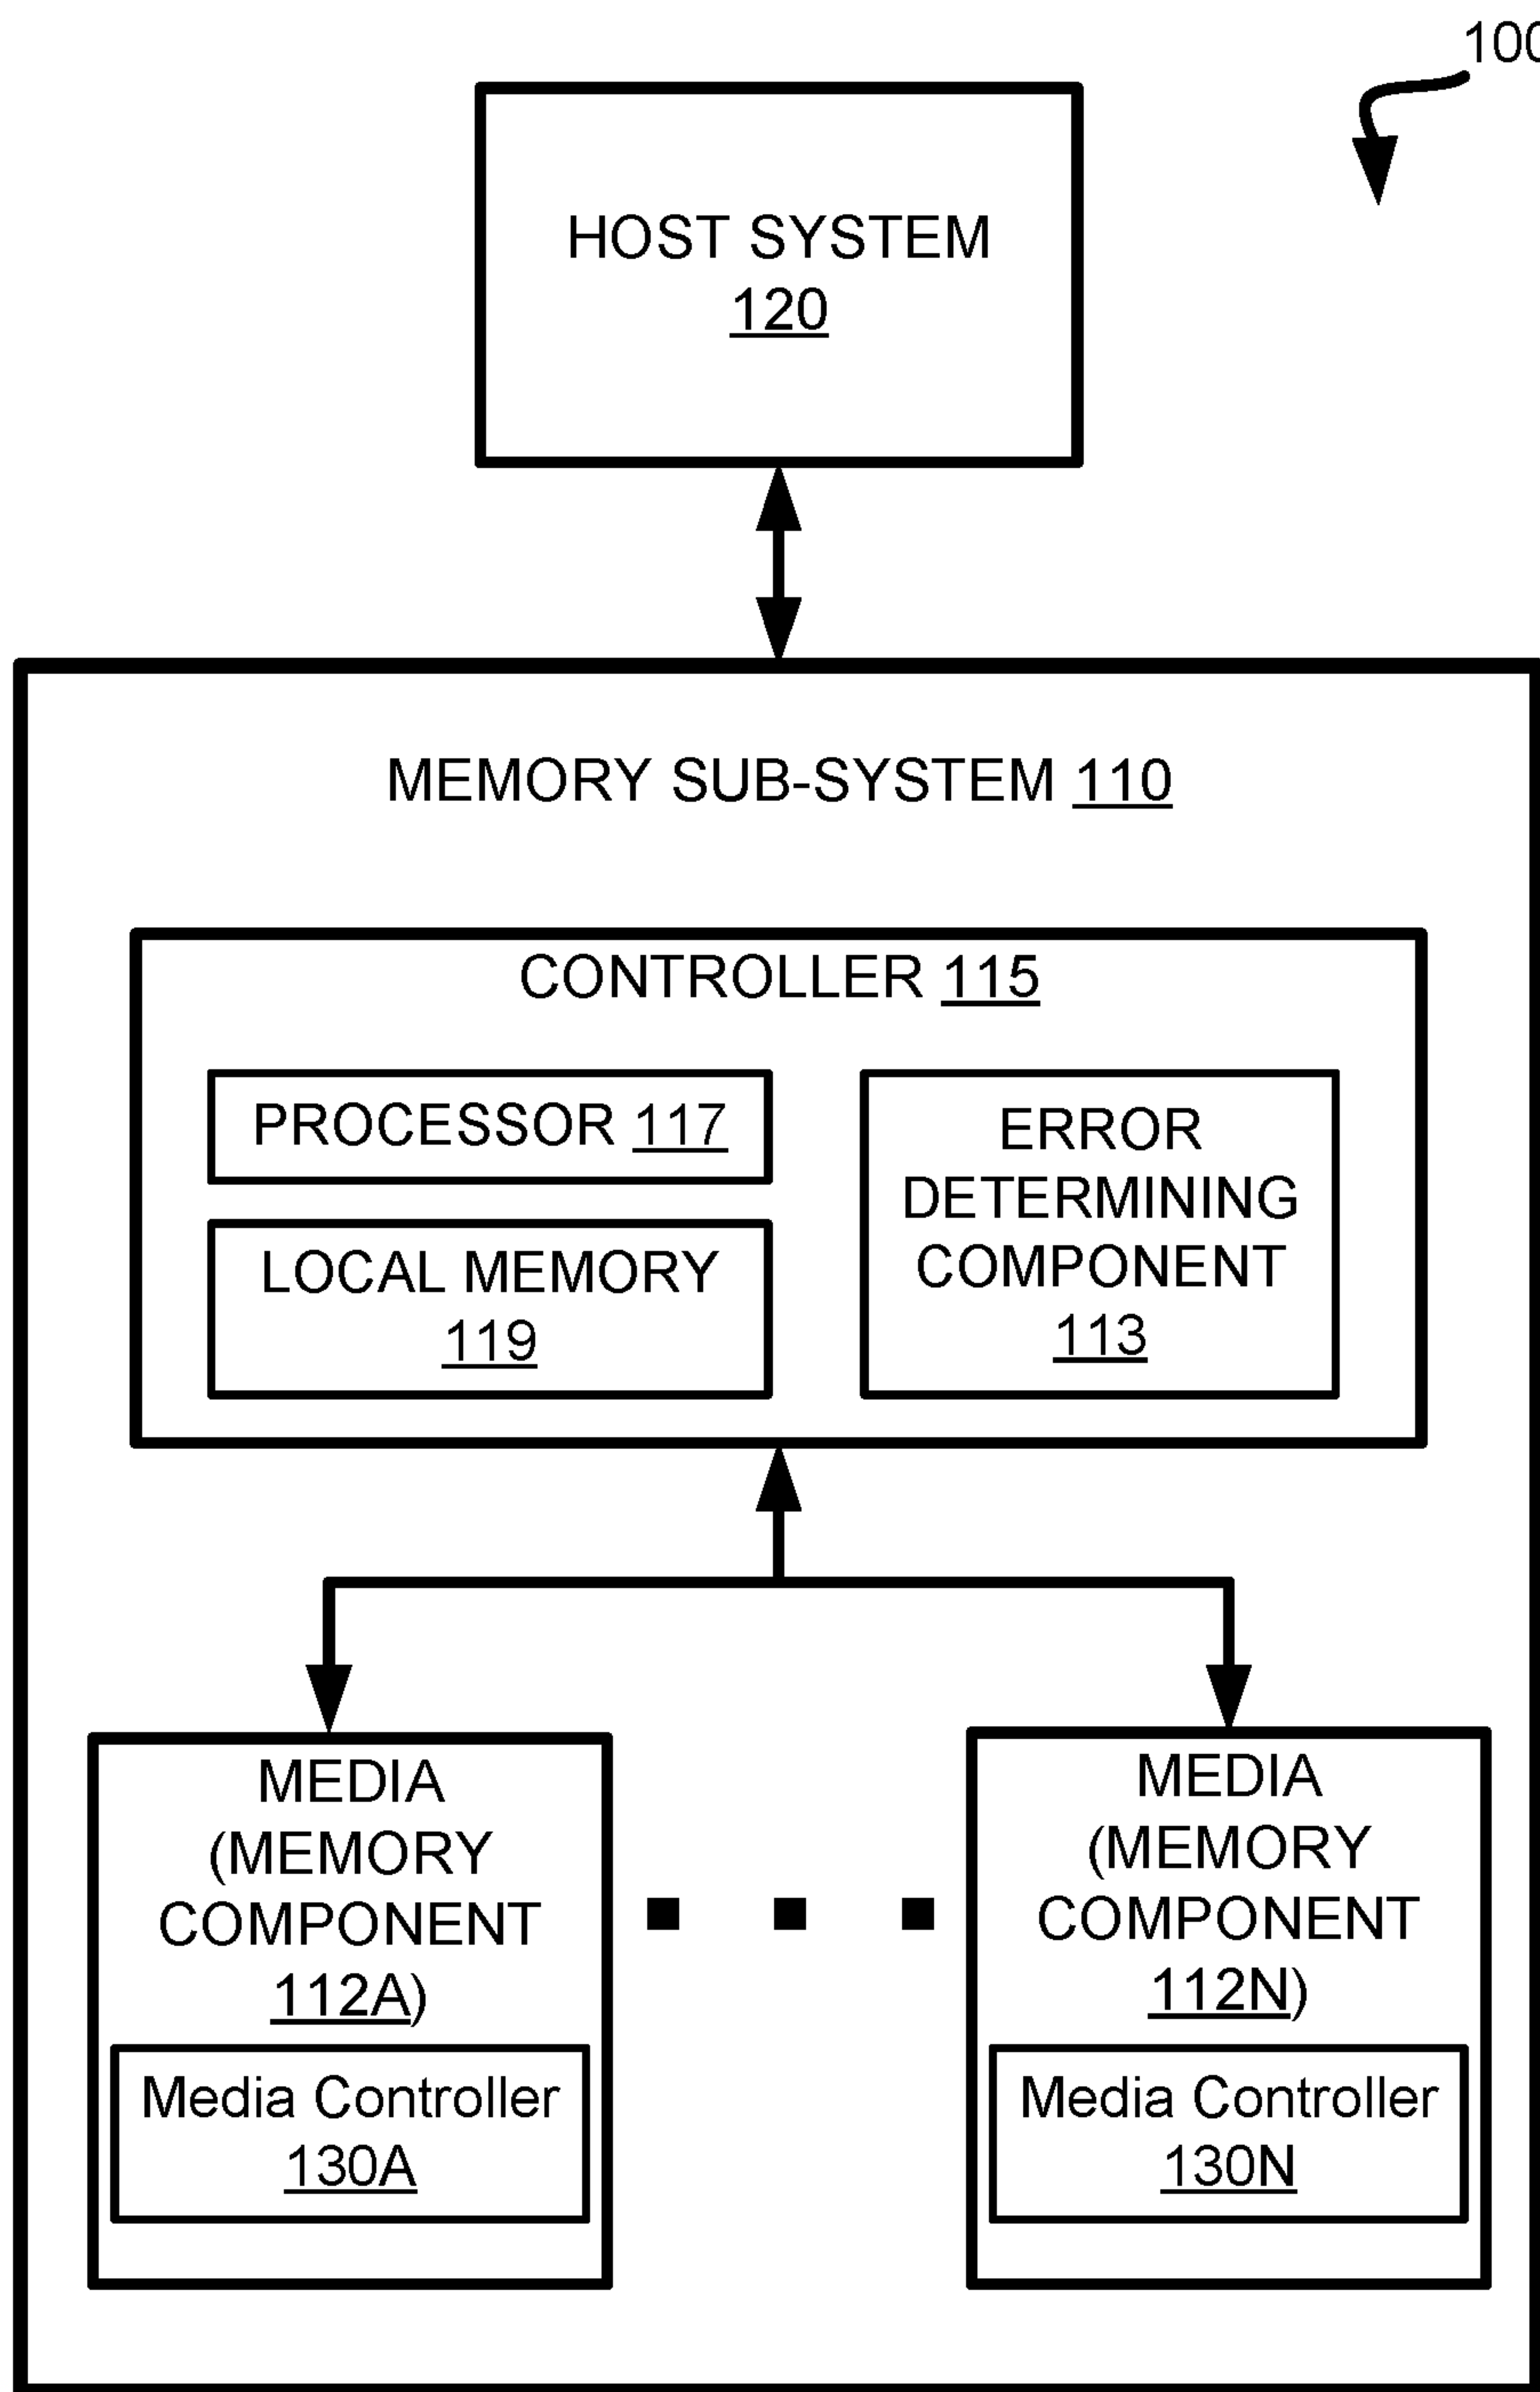 100
HOST SYSTEM
120
MEMORY SUB-SYSTEM 110
CONTROLLER 115
PROCESSOR 117
LOCAL MEMORY
119
ERROR
DETERMINING
COMPONENT
113
MEDIA
(MEMORY
COMPONENT
112A)
Media Controller
130A
MEDIA
(MEMORY
COMPONENT
112N)
Media Controller
130N